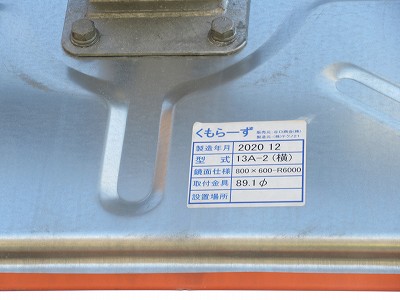 くもらーず
製造年月 2020 12
型式 13A-2(横)
鏡面仕様 800×600-R6000
取付金具 89.1φ
設置場所